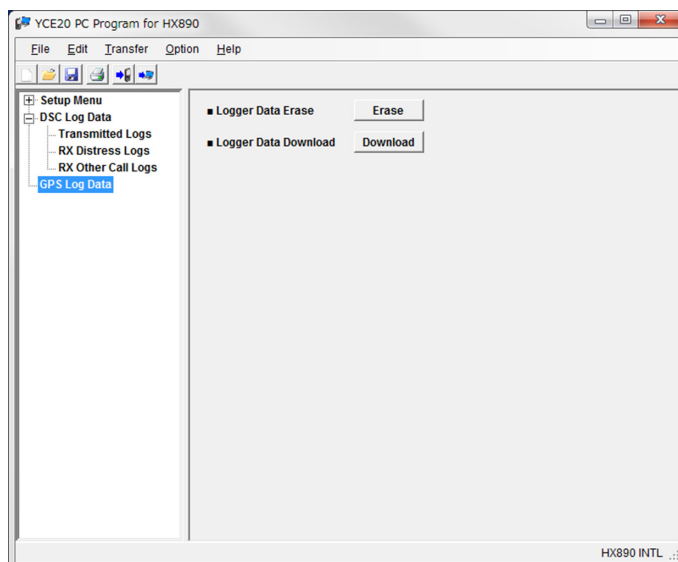 YCE20 PC Program for HX890
File Edit Transfer Option Help
Setup Menu
DSC Log Data
Transmitted Logs
RX Distress Logs
RX Other Call Logs
GPS Log Data
■ Logger Data Erase Erase
■ Logger Data Download Download
HX890 INTL